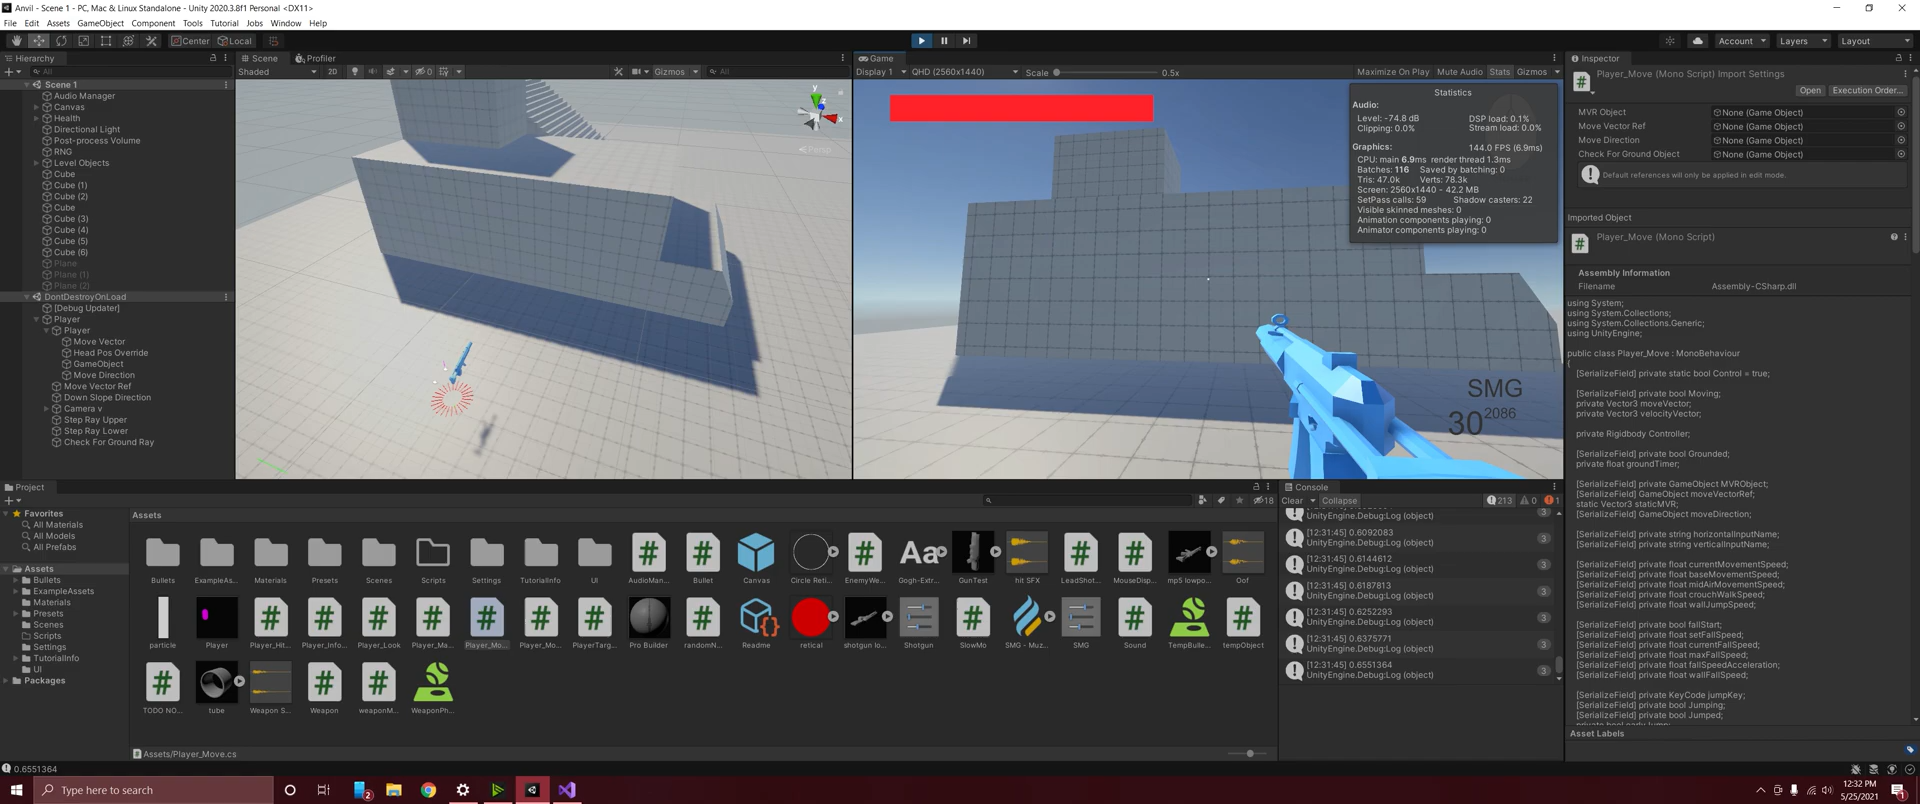 Anvil - Scene 1 - PC, Mac & Linux Standalone - Unity 2020.3.8f1 Personal <DX11>
File Edit Assets GameObject Component Tools Tutorial Jobs Window Help
Center Local
Account Layers Layout
Hierarchy
All
Scene 1
Audio Manager
Canvas
Health
Directional Light
Post-process Volume
RNG
Level Objects
Cube
Cube (1)
Cube (2)
Cube
Cube (3)
Cube (4)
Cube (5)
Cube (6)
Plane
Plane (1)
Plane (2)
DontDestroyOnLoad
[Debug Updater]
Player
Player
Move Vector
Head Pos Override
GameObject
Move Direction
Move Vector Ref
Down Slope Direction
Camera v
Step Ray Upper
Step Ray Lower
Check For Ground Ray
Scene Profiler
Shaded 2D 0 Gizmos All
y
x
z
Persp
Game
Display 1 QHD (2560x1440) Scale 0.5x Maximize On Play Mute Audio Stats Gizmos
Statistics
Audio:
Level: -74.8 dB DSP load: 0.1%
Clipping: 0.0% Stream load: 0.0%
Graphics: 144.0 FPS (6.9ms)
CPU: main 6.9ms render thread 1.3ms
Batches: 116 Saved by batching: 0
Tris: 47.0k Verts: 78.3k
Screen: 2560x1440 - 42.2 MB
SetPass calls: 59 Shadow casters: 22
Visible skinned meshes: 0
Animation components playing: 0
Animator components playing: 0
SMG
30 2086
Inspector
Player_Move (Mono Script) Import Settings
Open Execution Order...
MVR Object None (Game Object)
Move Vector Ref None (Game Object)
Move Direction None (Game Object)
Check For Ground Object None (Game Object)
Default references will only be applied in edit mode.
Imported Object
Player_Move (Mono Script)
Assembly Information
Filename Assembly-CSharp.dll
using System;
using System.Collections;
using System.Collections.Generic;
using UnityEngine;
public class Player_Move : MonoBehaviour
{
[SerializeField] private static bool Control = true;
private bool Moving;
private Vector3 moveVector;
private Vector3 velocityVector;
private Rigidbody Controller;
[SerializeField] private bool Grounded;
private float groundTimer;
[SerializeField] private GameObject MVRObject;
[SerializeField] GameObject moveVectorRef;
static Vector3 staticMVR;
[SerializeField] GameObject moveDirection;
[SerializeField] private string horizontalInputName;
[SerializeField] private string verticalInputName;
[SerializeField] private float currentMovementSpeed;
[SerializeField] private float baseMovementSpeed;
[SerializeField] private float midAirMovementSpeed;
[SerializeField] private float crouchWalkSpeed;
[SerializeField] private float wallJumpSpeed;
[SerializeField] private bool fallStart;
[SerializeField] private float setFallSpeed;
[SerializeField] private float currentFallSpeed;
[SerializeField] private float maxFallSpeed;
[SerializeField] private float fallSpeedAcceleration;
[SerializeField] private float wallFallSpeed;
[SerializeField] private KeyCode jumpKey;
[SerializeField] private bool Jumping;
[SerializeField] private bool Jumped;
Asset Labels
Project
18
Favorites
All Materials
All Models
All Prefabs
Assets
Bullets
ExampleAssets
Materials
Presets
Scenes
Scripts
Settings
TutorialInfo
UI
Packages
Assets
Bullets ExampleAs... Materials Presets Scenes Scripts Settings TutorialInfo UI AudioMan... Bullet Canvas Circle Reti... EnemyWe... Gogh-Extr... GunTest hit SFX LeadShot... MouseDisp... mp5 lowpo... Oof
particle Player Player_Hit... Player_Info... Player_Look Player_Ma... Player_Mo... Player_Mo... PlayerTarg... Pro Builder randomN... Readme retical shotgun lo... Shotgun SlowMo SMG - Muz... SMG Sound TempBulle... tempObject
TODO NO... tube Weapon S... Weapon weaponM... WeaponPh...
Assets/Player_Move.cs
Console
Clear Collapse 213 0 1
UnityEngine.Debug:Log (object) 3
[12:31:45] 0.6092083
UnityEngine.Debug:Log (object) 3
[12:31:45] 0.6144612
UnityEngine.Debug:Log (object) 3
[12:31:45] 0.6187813
UnityEngine.Debug:Log (object) 3
[12:31:45] 0.6252293
UnityEngine.Debug:Log (object) 3
[12:31:45] 0.6375771
UnityEngine.Debug:Log (object) 3
[12:31:45] 0.6551364
UnityEngine.Debug:Log (object) 3
0.6551364
Type here to search
2
12:32 PM
5/25/2021
1